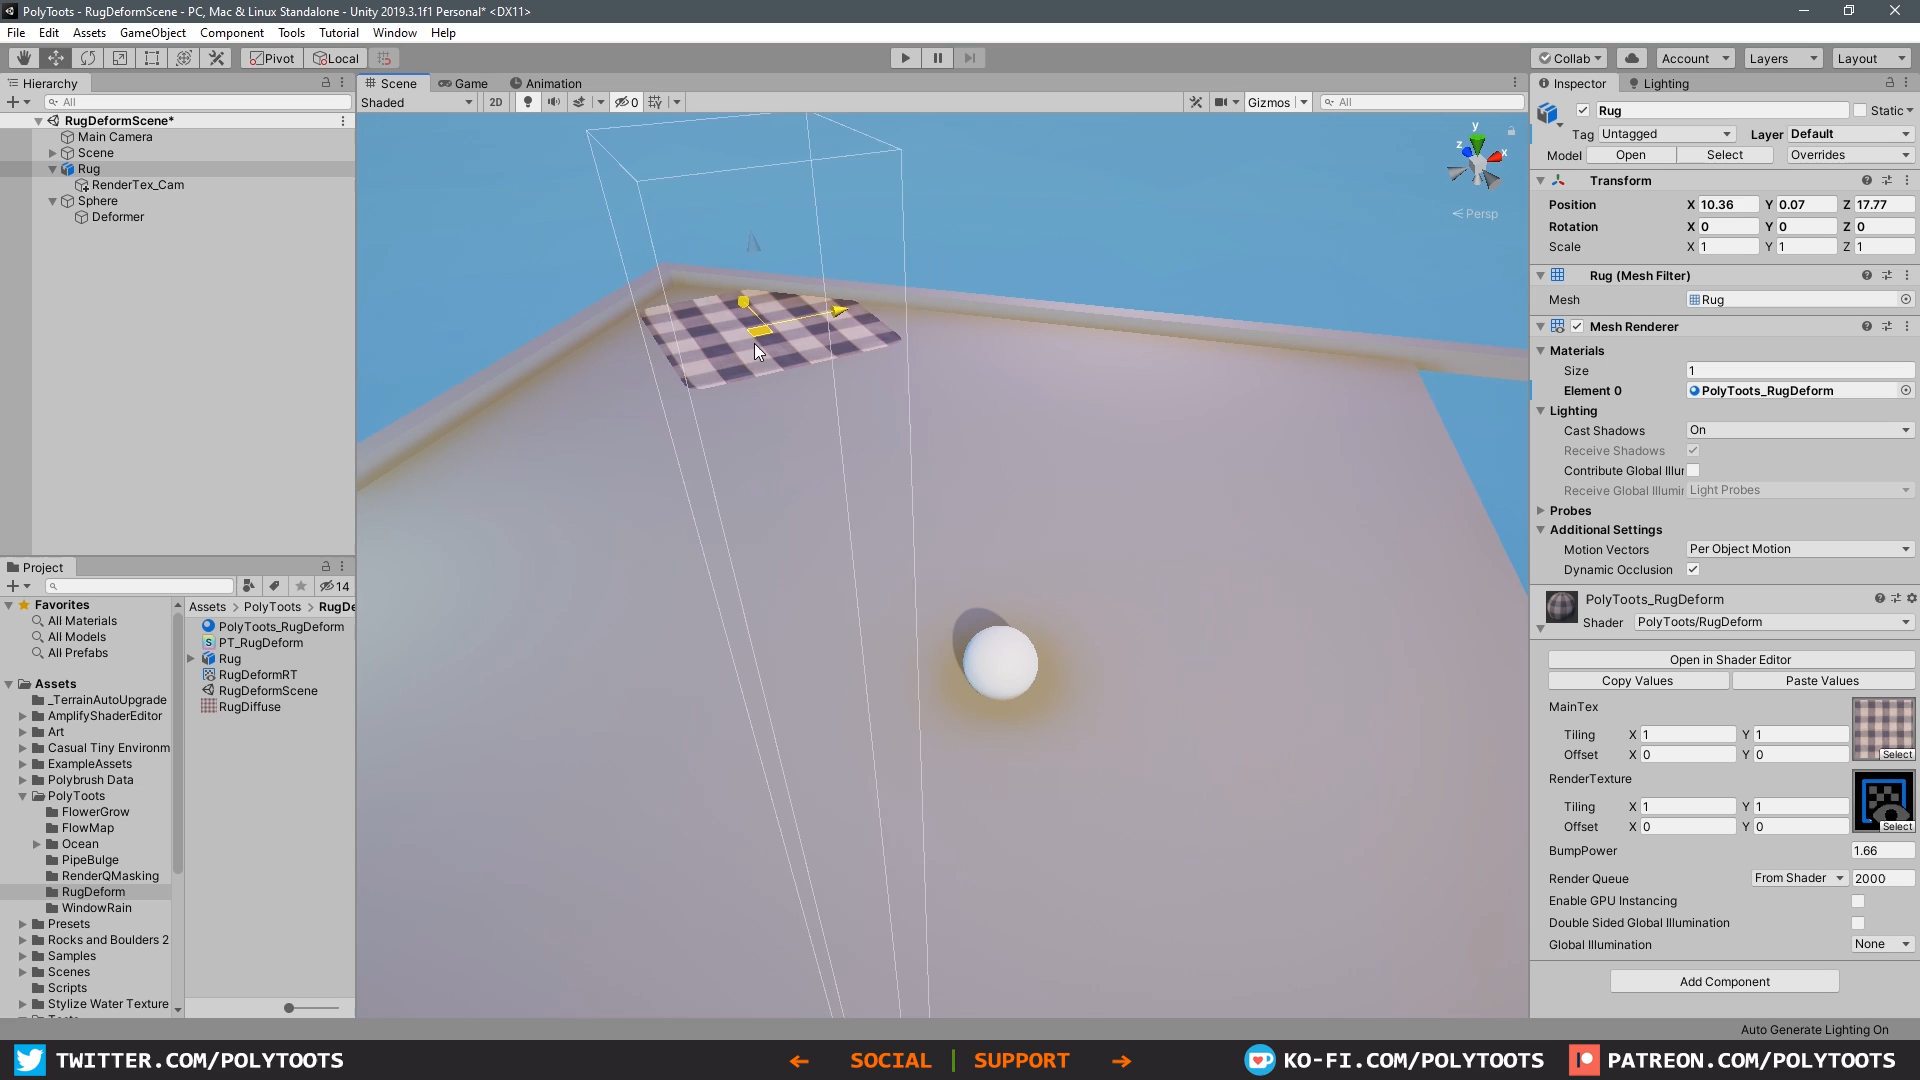 PolyToots - RugDeformScene - PC, Mac & Linux Standalone - Unity 2019.3.1f1 Personal* <DX11>
File Edit Assets GameObject Component Tools Tutorial Window Help
Pivot Local Collab Account Layers Layout
Hierarchy
All
RugDeformScene*
Main Camera
Scene
Rug
RenderTex_Cam
Sphere
Deformer
Scene Game Animation
Shaded 2D 0 Gizmos All
y
z x
Persp
Project
14
Favorites
All Materials
All Models
All Prefabs
Assets
_TerrainAutoUpgrade
AmplifyShaderEditor
Art
Casual Tiny Environm
ExampleAssets
Polybrush Data
PolyToots
FlowerGrow
FlowMap
Ocean
PipeBulge
RenderQMasking
RugDeform
WindowRain
Presets
Rocks and Boulders 2
Samples
Scenes
Scripts
Stylize Water Texture
Assets > PolyToots > RugDe
PolyToots_RugDeform
PT_RugDeform
Rug
RugDeformRT
RugDeformScene
RugDiffuse
Inspector Lighting
Rug Static
Tag Untagged Layer Default
Model Open Select Overrides
Transform
Position X 10.36 Y 0.07 Z 17.77
Rotation X 0 Y 0 Z 0
Scale X 1 Y 1 Z 1
Rug (Mesh Filter)
Mesh Rug
Mesh Renderer
Materials
Size 1
Element 0 PolyToots_RugDeform
Lighting
Cast Shadows On
Receive Shadows
Contribute Global Illur
Receive Global Illumir Light Probes
Probes
Additional Settings
Motion Vectors Per Object Motion
Dynamic Occlusion
PolyToots_RugDeform
Shader PolyToots/RugDeform
Open in Shader Editor
Copy Values Paste Values
MainTex
Tiling X 1 Y 1
Offset X 0 Y 0
Select
RenderTexture
Tiling X 1 Y 1
Offset X 0 Y 0
Select
BumpPower 1.66
Render Queue From Shader 2000
Enable GPU Instancing
Double Sided Global Illumination
Global Illumination None
Add Component
Auto Generate Lighting On
TWITTER.COM/POLYTOOTS ← SOCIAL | SUPPORT → KO-FI.COM/POLYTOOTS PATREON.COM/POLYTOOTS